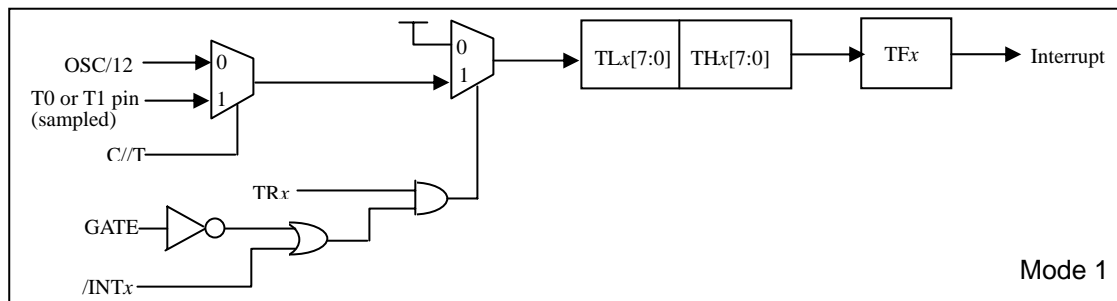 OSC/12
0
T0 or T1 pin
(sampled)
1
C//T
0
1
TLx[7:0]
THx[7:0]
TFx
Interrupt
TRx
GATE
/INTx
Mode 1